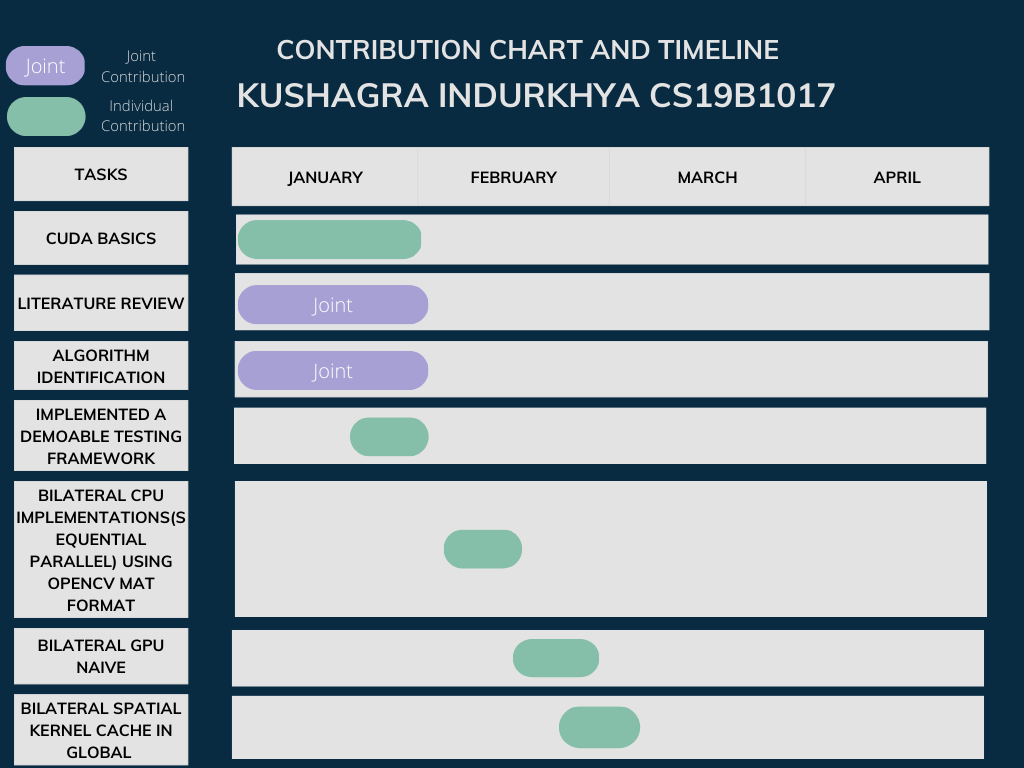 CONTRIBUTION CHART AND TIMELINE
KUSHAGRA INDURKHYA CS19B1017
Joint
Joint
Contribution
Individual
Contribution
TASKS
JANUARY
FEBRUARY
MARCH
APRIL
CUDA BASICS
LITERATURE REVIEW
Joint
ALGORITHM
IDENTIFICATION
Joint
IMPLEMENTED A
DEMOABLE TESTING
FRAMEWORK
BILATERAL CPU
IMPLEMENTATIONS(S
EQUENTIAL
PARALLEL) USING
OPENCV MAT
FORMAT
BILATERAL GPU
NAIVE
BILATERAL SPATIAL
KERNEL CACHE IN
GLOBAL